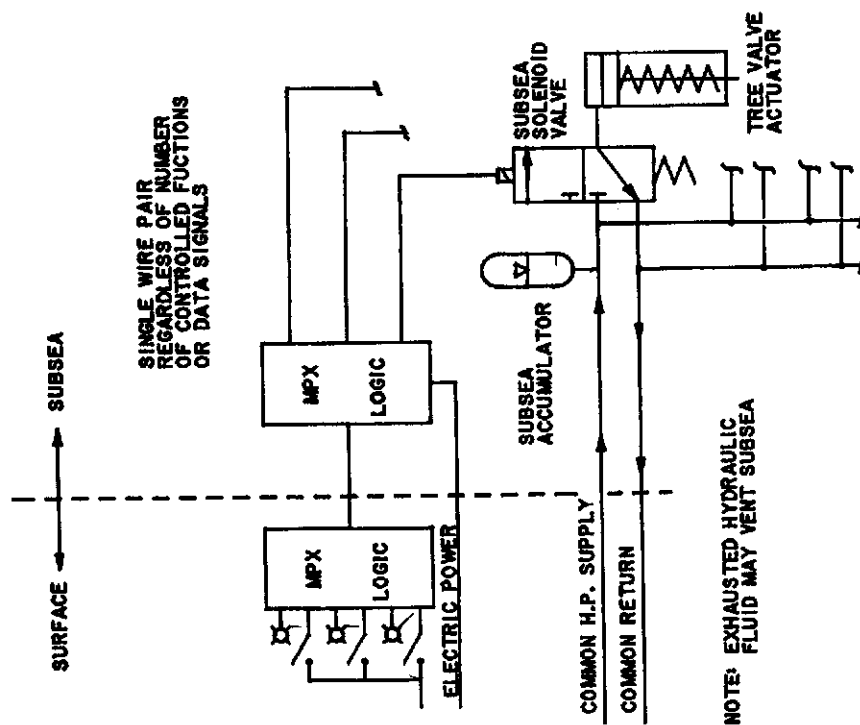 SURFACE
SUBSEA
SINGLE WIRE PAIR
REGARDLESS OF NUMBER
OF CONTROLLED FUCTIONS
OR DATA SIGNALS
MPX
LOGIC
MPX
LOGIC
ELECTRIC POWER
SUBSEA
SOLENOID
VALVE
SUBSEA
ACCUMULATOR
TREE VALVE
ACTUATOR
COMMON H.P. SUPPLY
COMMON RETURN
NOTE: EXHAUSTED HYDRAULIC
FLUID MAY VENT SUBSEA